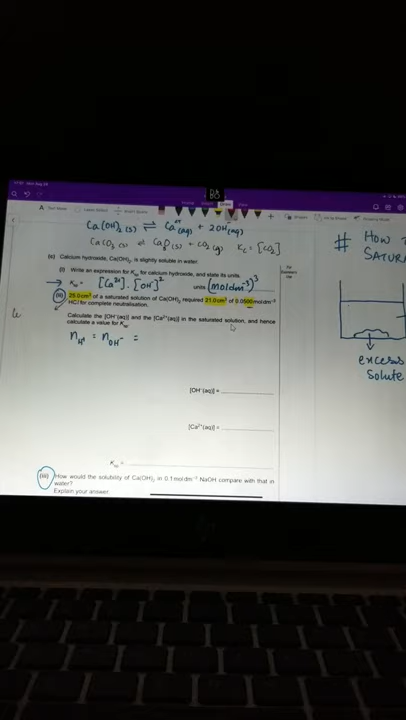 Ca(OH)₂ (s) ⇌ Ca²⁺(aq) + 2OH⁻(aq)
CaCO₃ (s) ⇌ CaO (s) + CO₂ (g) Kc = [CO₂]
(c) Calcium hydroxide, Ca(OH)₂, is slightly soluble in water.
(i) Write an expression for Ksp for calcium hydroxide, and state its units.
→ Ksp = [Ca²⁺] . [OH⁻]² units (moldm⁻³)³
(ii) 25.0 cm³ of a saturated solution of Ca(OH)₂ required 21.0 cm³ of 0.0500 mol dm⁻³
HCl for complete neutralisation.
Calculate the [OH⁻(aq)] and the [Ca²⁺(aq)] in the saturated solution, and hence
calculate a value for Ksp.
n H⁺ = n OH⁻ =
[OH⁻(aq)] =
[Ca²⁺(aq)] =
Ksp =
(iii) How would the solubility of Ca(OH)₂ in 0.1 mol dm⁻³ NaOH compare with that in
water?
Explain your answer.
For
Examiner's
Use
# HOW
SATUR
excess
Solute